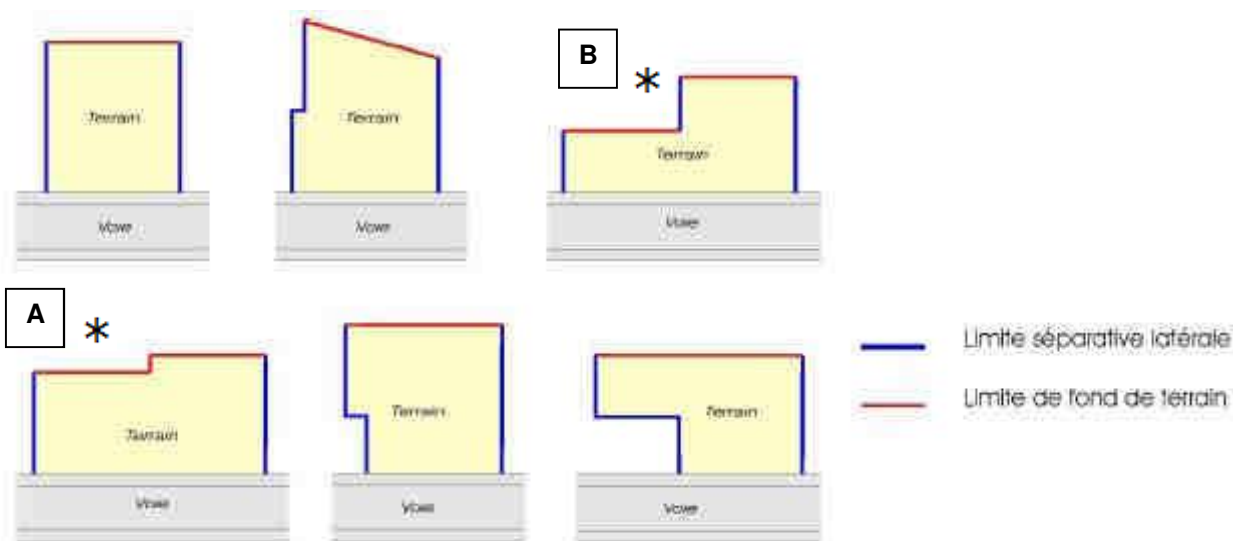 B
*
Terrain
Terrain
Terrain
Voie
Voie
Voie
A
*
Terrain
Terrain
Terrain
Voie
Voie
Voie
Limite séparative latérale
Limite de fond de terrain